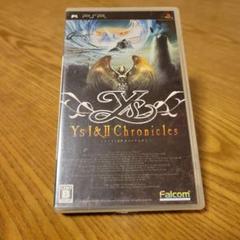 PSP
Ys
Ys I & II Chronicles
Falcom